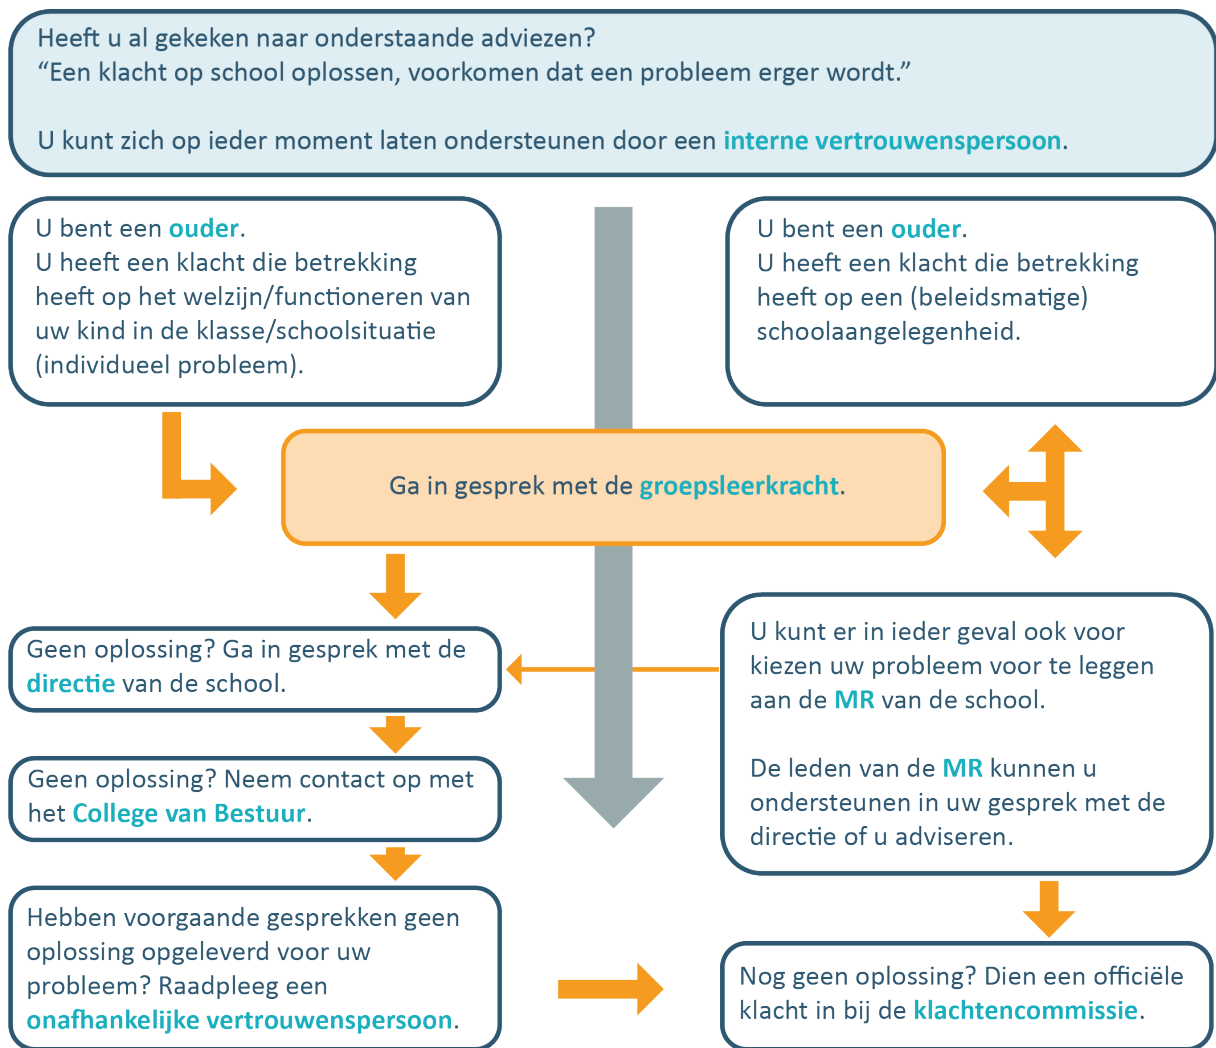 Heeft u al gekeken naar onderstaande adviezen?
“Een klacht op school oplossen, voorkomen dat een probleem erger wordt.”
U kunt zich op ieder moment laten ondersteunen door een interne vertrouwenspersoon.
U bent een ouder.
U heeft een klacht die betrekking
heeft op het welzijn/functioneren van
uw kind in de klasse/schoolsituatie
(individueel probleem).
U bent een ouder.
U heeft een klacht die betrekking
heeft op een (beleidsmatige)
schoolaangelegenheid.
Ga in gesprek met de groepsleerkracht.
Geen oplossing? Ga in gesprek met de
directie van de school.
U kunt er in ieder geval ook voor
kiezen uw probleem voor te leggen
aan de MR van de school.
De leden van de MR kunnen u
ondersteunen in uw gesprek met de
directie of u adviseren.
Geen oplossing? Neem contact op met
het College van Bestuur.
Hebben voorgaande gesprekken geen
oplossing opgeleverd voor uw
probleem? Raadpleeg een
onafhankelijke vertrouwenspersoon.
Nog geen oplossing? Dien een officiële
klacht in bij de klachtencommissie.